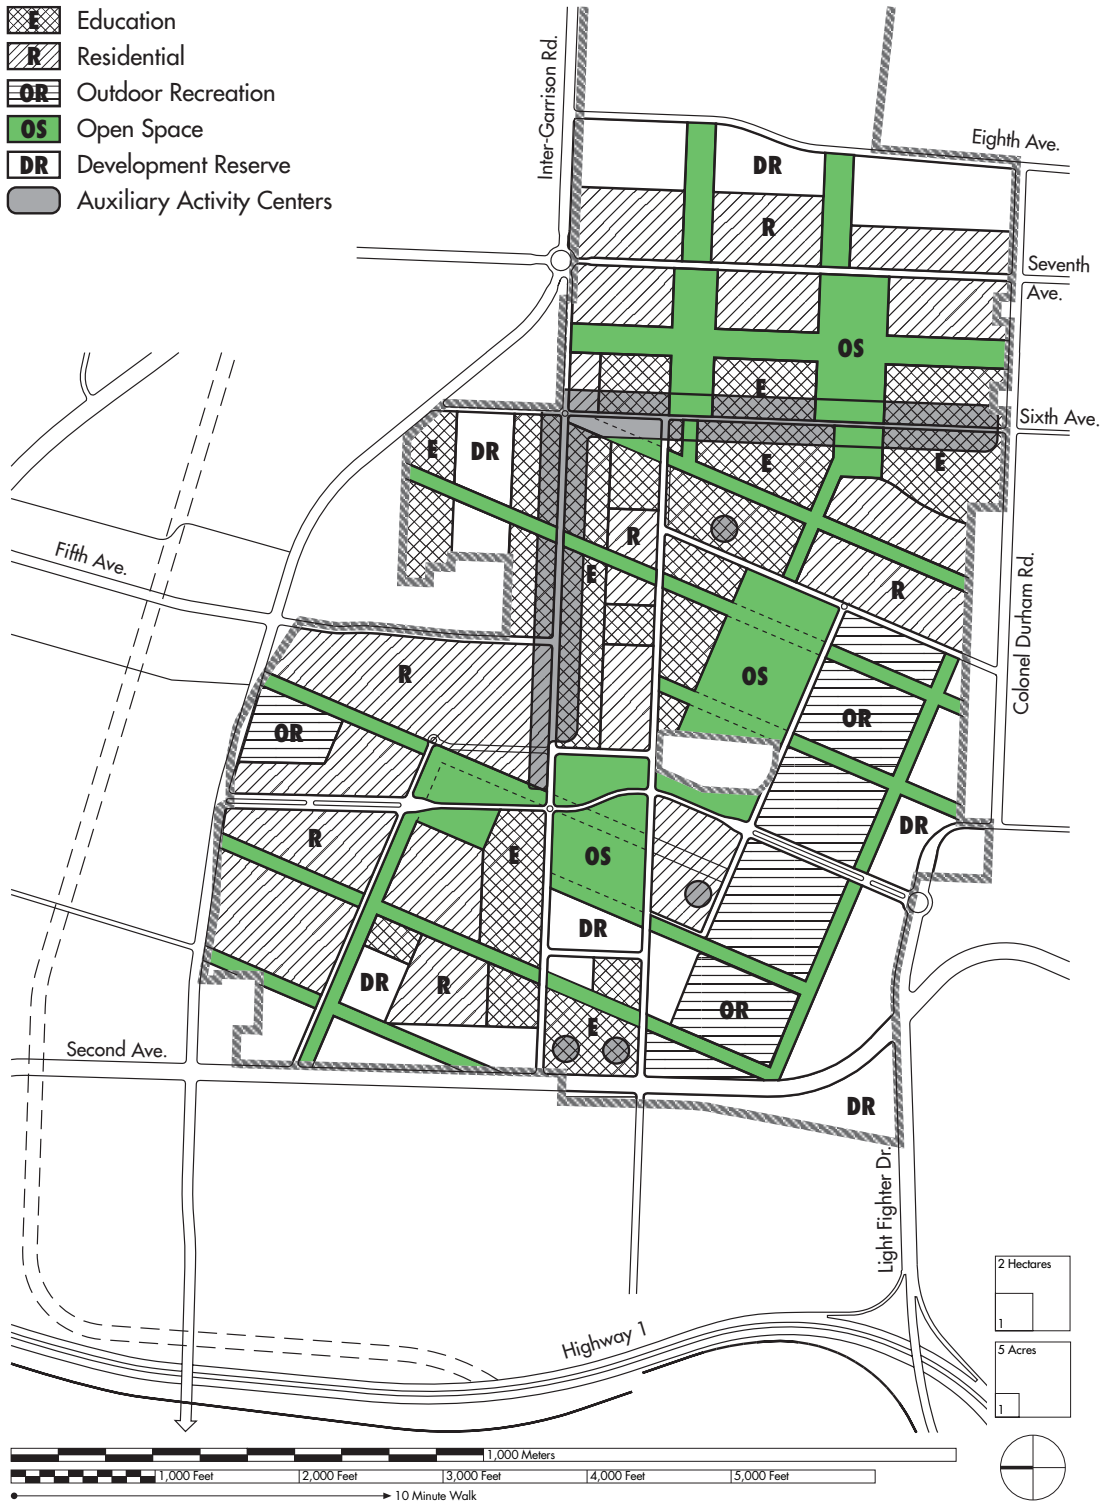 E Education
R Residential
OR Outdoor Recreation
OS Open Space
DR Development Reserve
Auxiliary Activity Centers
Inter-Garrison Rd.
Eighth Ave.
DR
R
Seventh
Ave.
OS
E
Sixth Ave.
E
DR
E
E
R
Fifth Ave.
E
R
Colonel Durham Rd.
R
OS
OR
OR
DR
R
E
OS
DR
DR
R
OR
E
Second Ave.
DR
Light Fighter Dr.
2 Hectares
1
Highway 1
5 Acres
1
1,000 Meters
1,000 Feet
2,000 Feet
3,000 Feet
4,000 Feet
5,000 Feet
10 Minute Walk